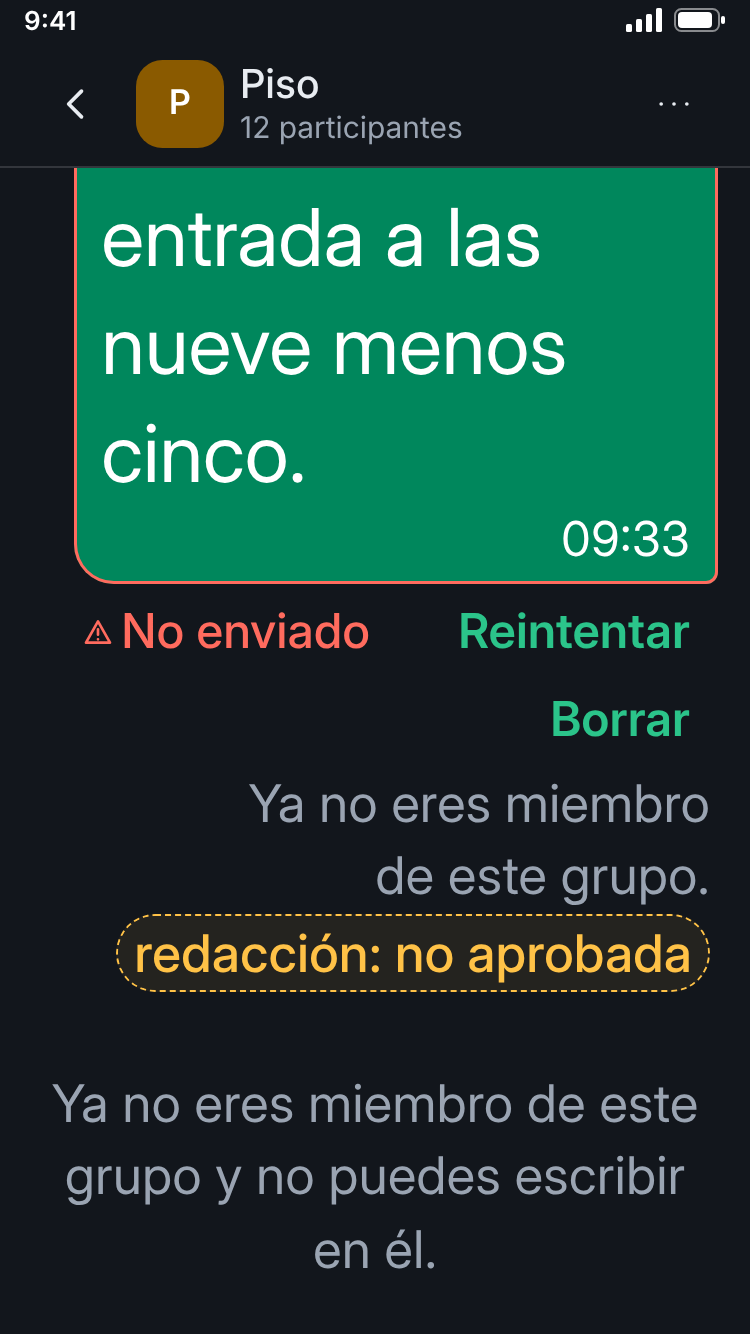 9:41
P
Piso
12 participantes
...
entrada a las
nueve menos
cinco.
09:33
No enviado
Reintentar
Borrar
Ya no eres miembro
de este grupo.
redacción: no aprobada
Ya no eres miembro de este
grupo y no puedes escribir
en él.